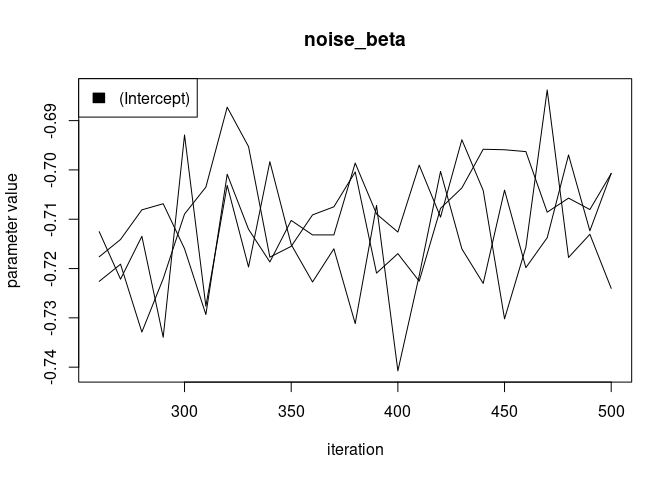 noise_beta
(Intercept)
parameter value
-0.69
-0.70
-0.71
-0.72
-0.73
-0.74
300 350 400 450 500
iteration